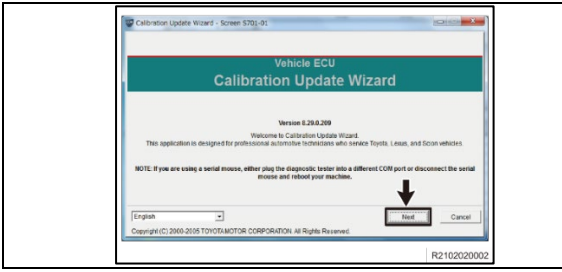 Calibration Update Wizard - Screen S701-01
Vehicle ECU
Calibration Update Wizard
Version 8.29.0.209
Welcome to Calibration Update Wizard.
This application is designed for professional automotive technicians who service Toyota, Lexus, and Scion vehicles.
NOTE: If you are using a serial mouse, either plug the diagnostic tester into a different COM port or disconnect the serial
mouse and reboot your machine.
English
Next
Cancel
Copyright (C) 2000-2005 TOYOTA MOTOR CORPORATION. All Rights Reserved.
R2102020002